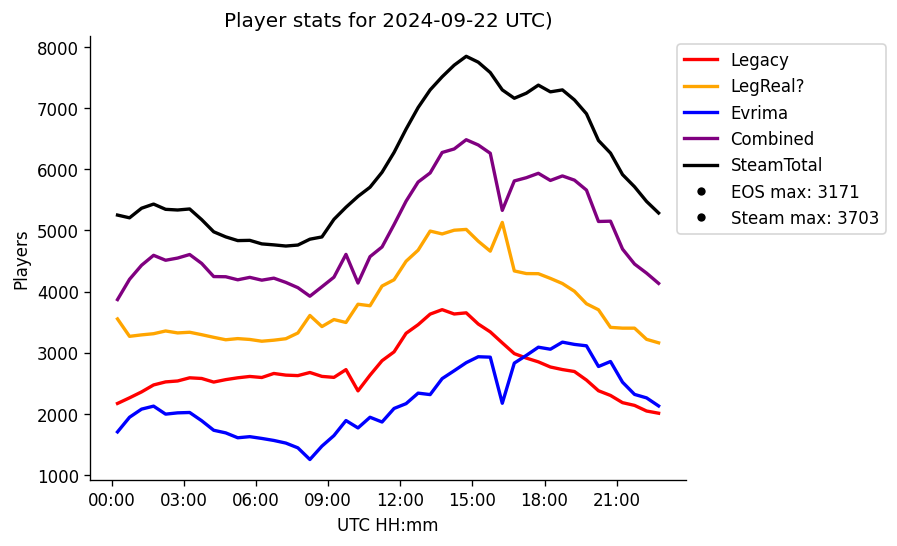 Player stats for 2024-09-22 UTC)
8000
7000
6000
5000
4000
3000
2000
1000
Players
00:00 03:00 06:00 09:00 12:00 15:00 18:00 21:00
UTC HH:mm
Legacy
LegReal?
Evrima
Combined
SteamTotal
EOS max: 3171
Steam max: 3703